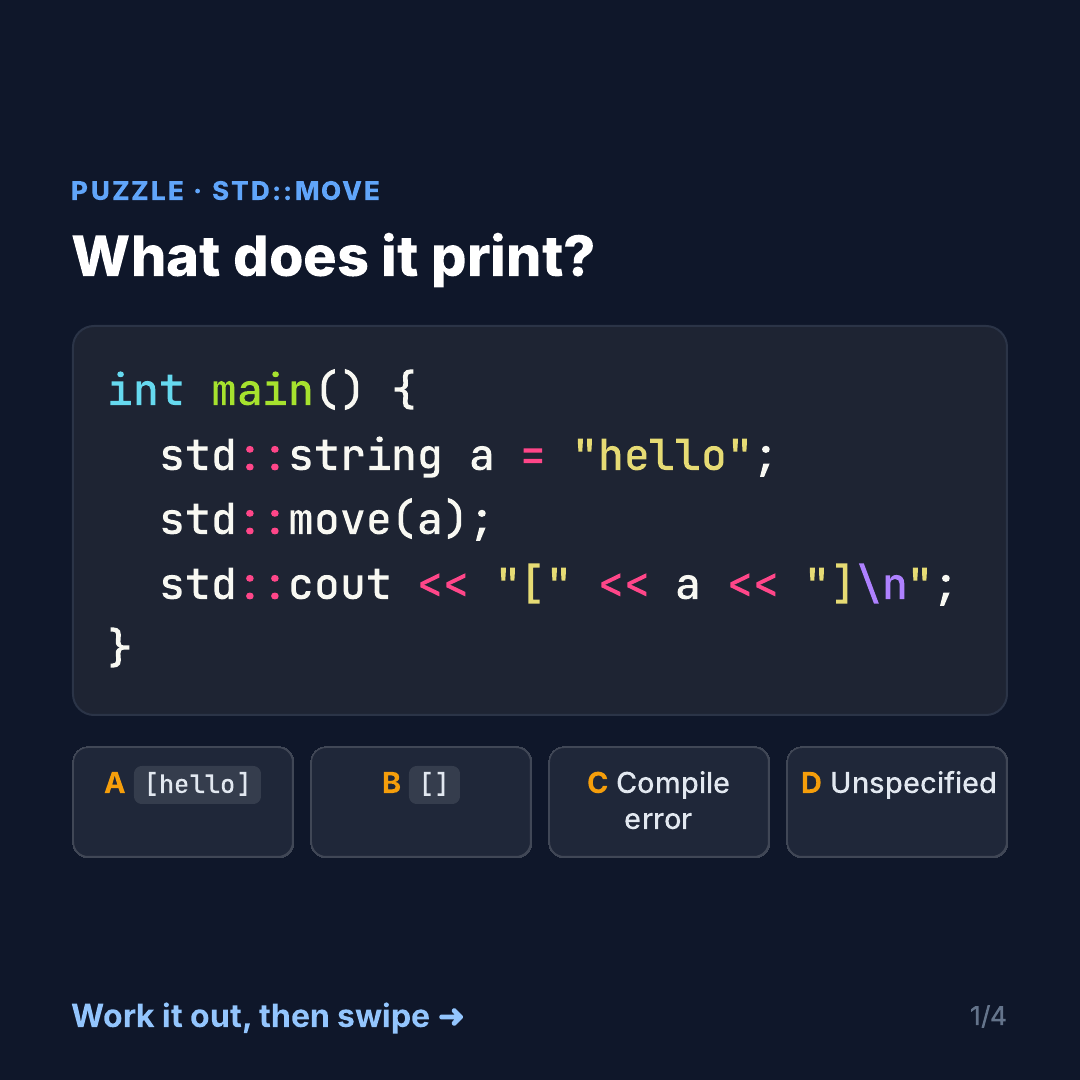 PUZZLE · STD::MOVE
What does it print?
int main() {
  std::string a = "hello";
  std::move(a);
  std::cout << "[" << a << "]\n";
}
A [hello]
B []
C Compile
error
D Unspecified
Work it out, then swipe ➜
1/4